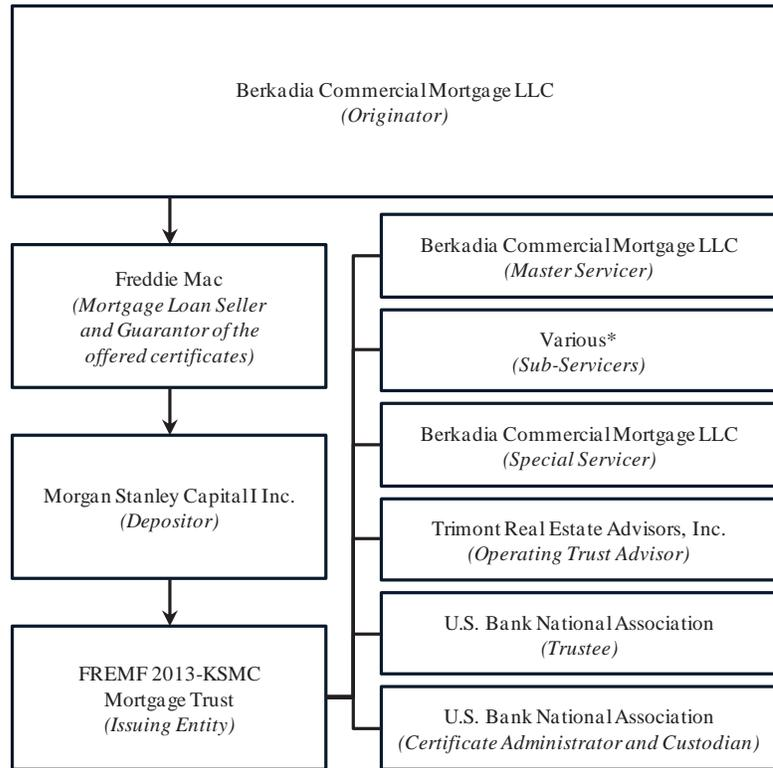 Berkadia Commercial Mortgage LLC
(Originator)
Freddie Mac
(Mortgage Loan Seller
and Guarantor of the
offered certificates)
Morgan Stanley Capital I Inc.
(Depositor)
FREMF 2013-KSMC
Mortgage Trust
(Issuing Entity)
Berkadia Commercial Mortgage LLC
(Master Servicer)
Various*
(Sub-Servicers)
Berkadia Commercial Mortgage LLC
(Special Servicer)
Trimont Real Estate Advisors, Inc.
(Operating Trust Advisor)
U.S. Bank National Association
(Trustee)
U.S. Bank National Association
(Certificate Administrator and Custodian)